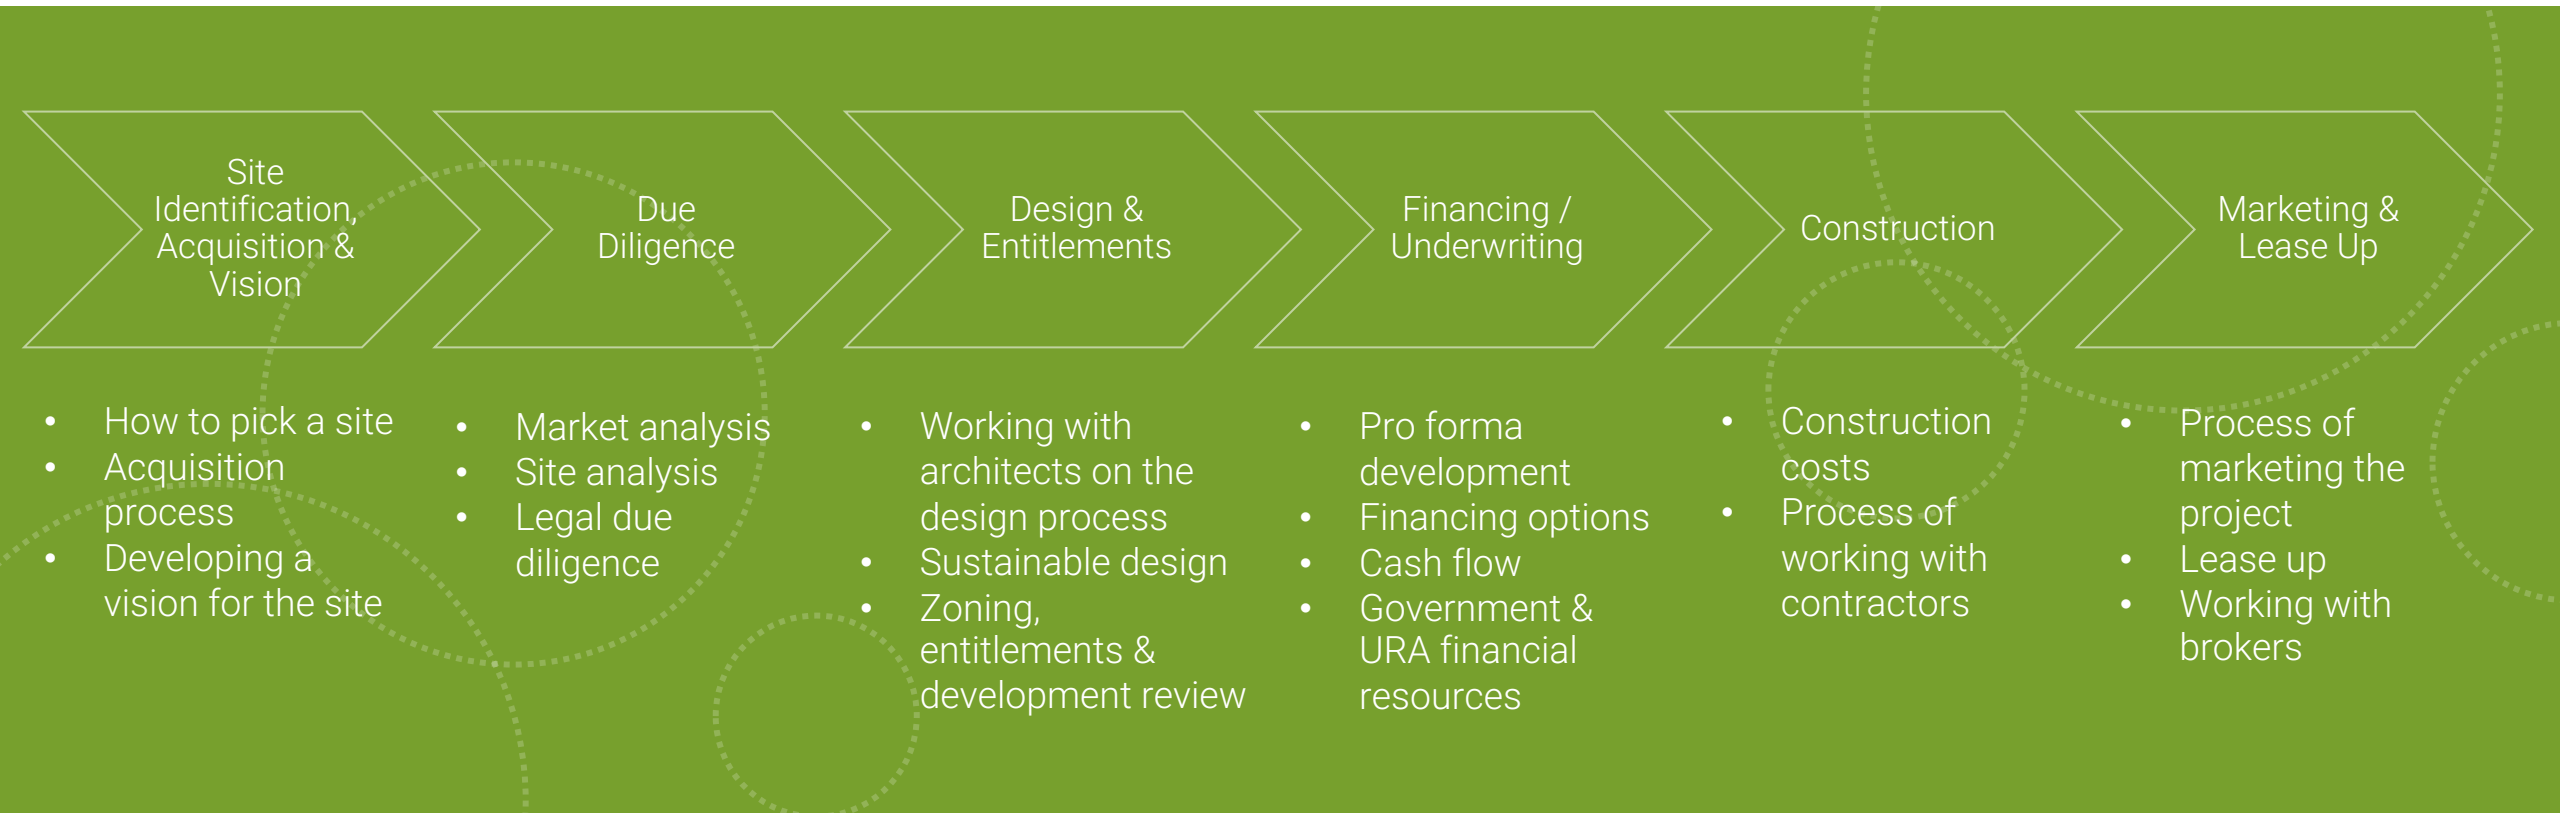 Site
Identification,
Acquisition &
Vision
Due
Diligence
Design &
Entitlements
Financing /
Underwriting
Construction
Marketing &
Lease Up
• How to pick a site
• Acquisition
process
• Developing a
vision for the site
• Market analysis
• Site analysis
• Legal due
diligence
• Working with
architects on the
design process
• Sustainable design
• Zoning,
entitlements &
development review
• Pro forma
development
• Financing options
• Cash flow
• Government &
URA financial
resources
• Construction
costs
• Process of
working with
contractors
• Process of
marketing the
project
• Lease up
• Working with
brokers